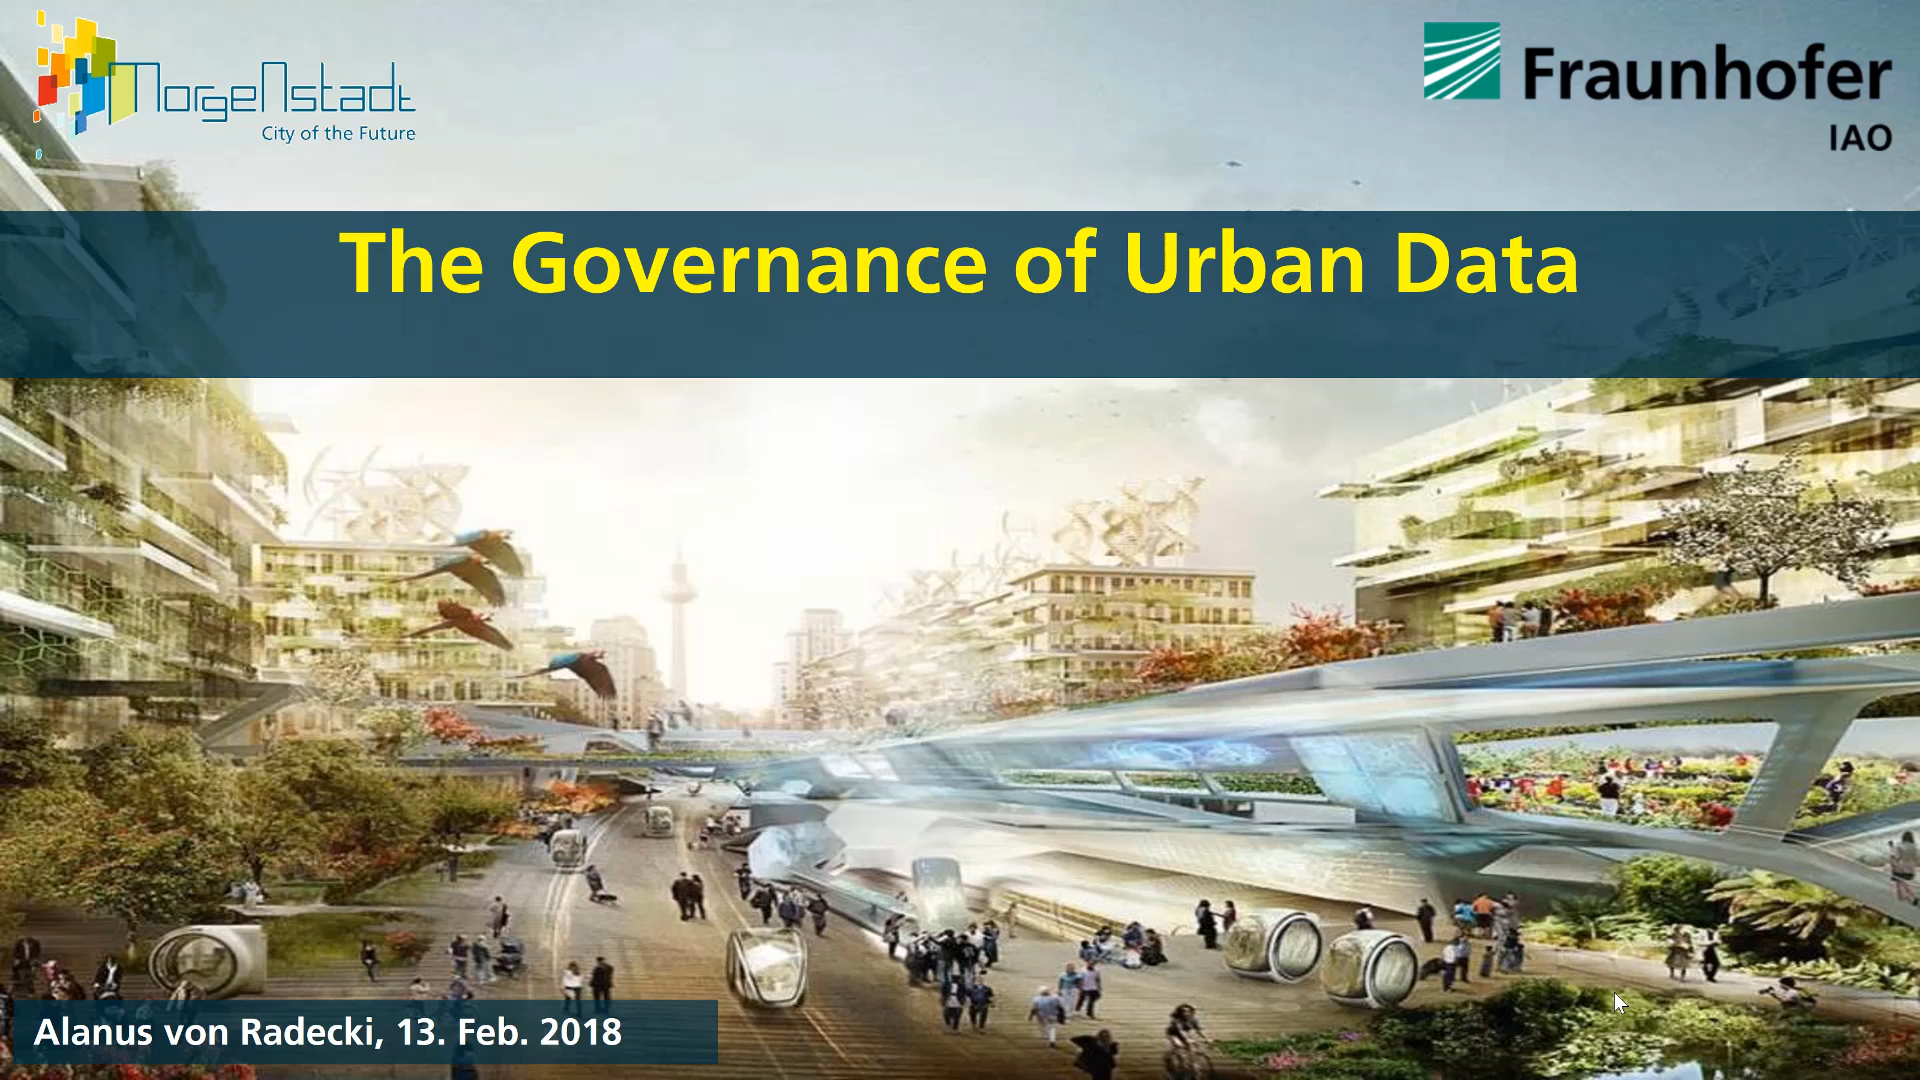 MorgeNstadt
City of the Future
Fraunhofer
IAO
The Governance of Urban Data
Alanus von Radecki, 13. Feb. 2018